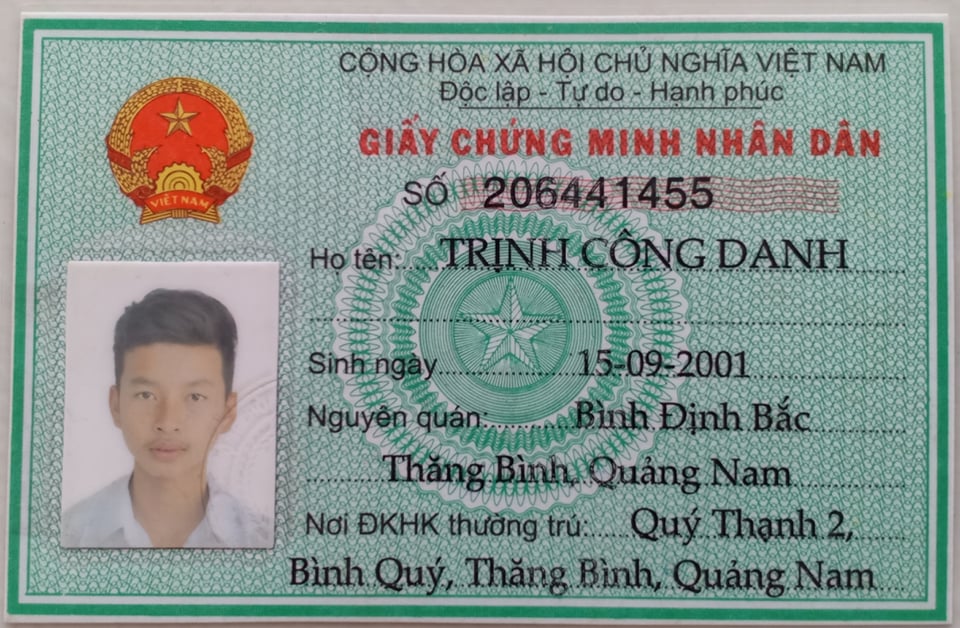 CỘNG HÒA XÃ HỘI CHỦ NGHĨA VIỆT NAM
Độc lập - Tự do - Hạnh phúc
GIẤY CHỨNG MINH NHÂN DÂN
SỐ 206441455
VIỆT NAM
Họ tên: TRỊNH CÔNG DANH
Sinh ngày 15-09-2001
Nguyên quán: Bình Định Bắc
Thăng Bình, Quảng Nam
Nơi ĐKHK thường trú: Quý Thạnh 2,
Bình Quý, Thăng Bình, Quảng Nam